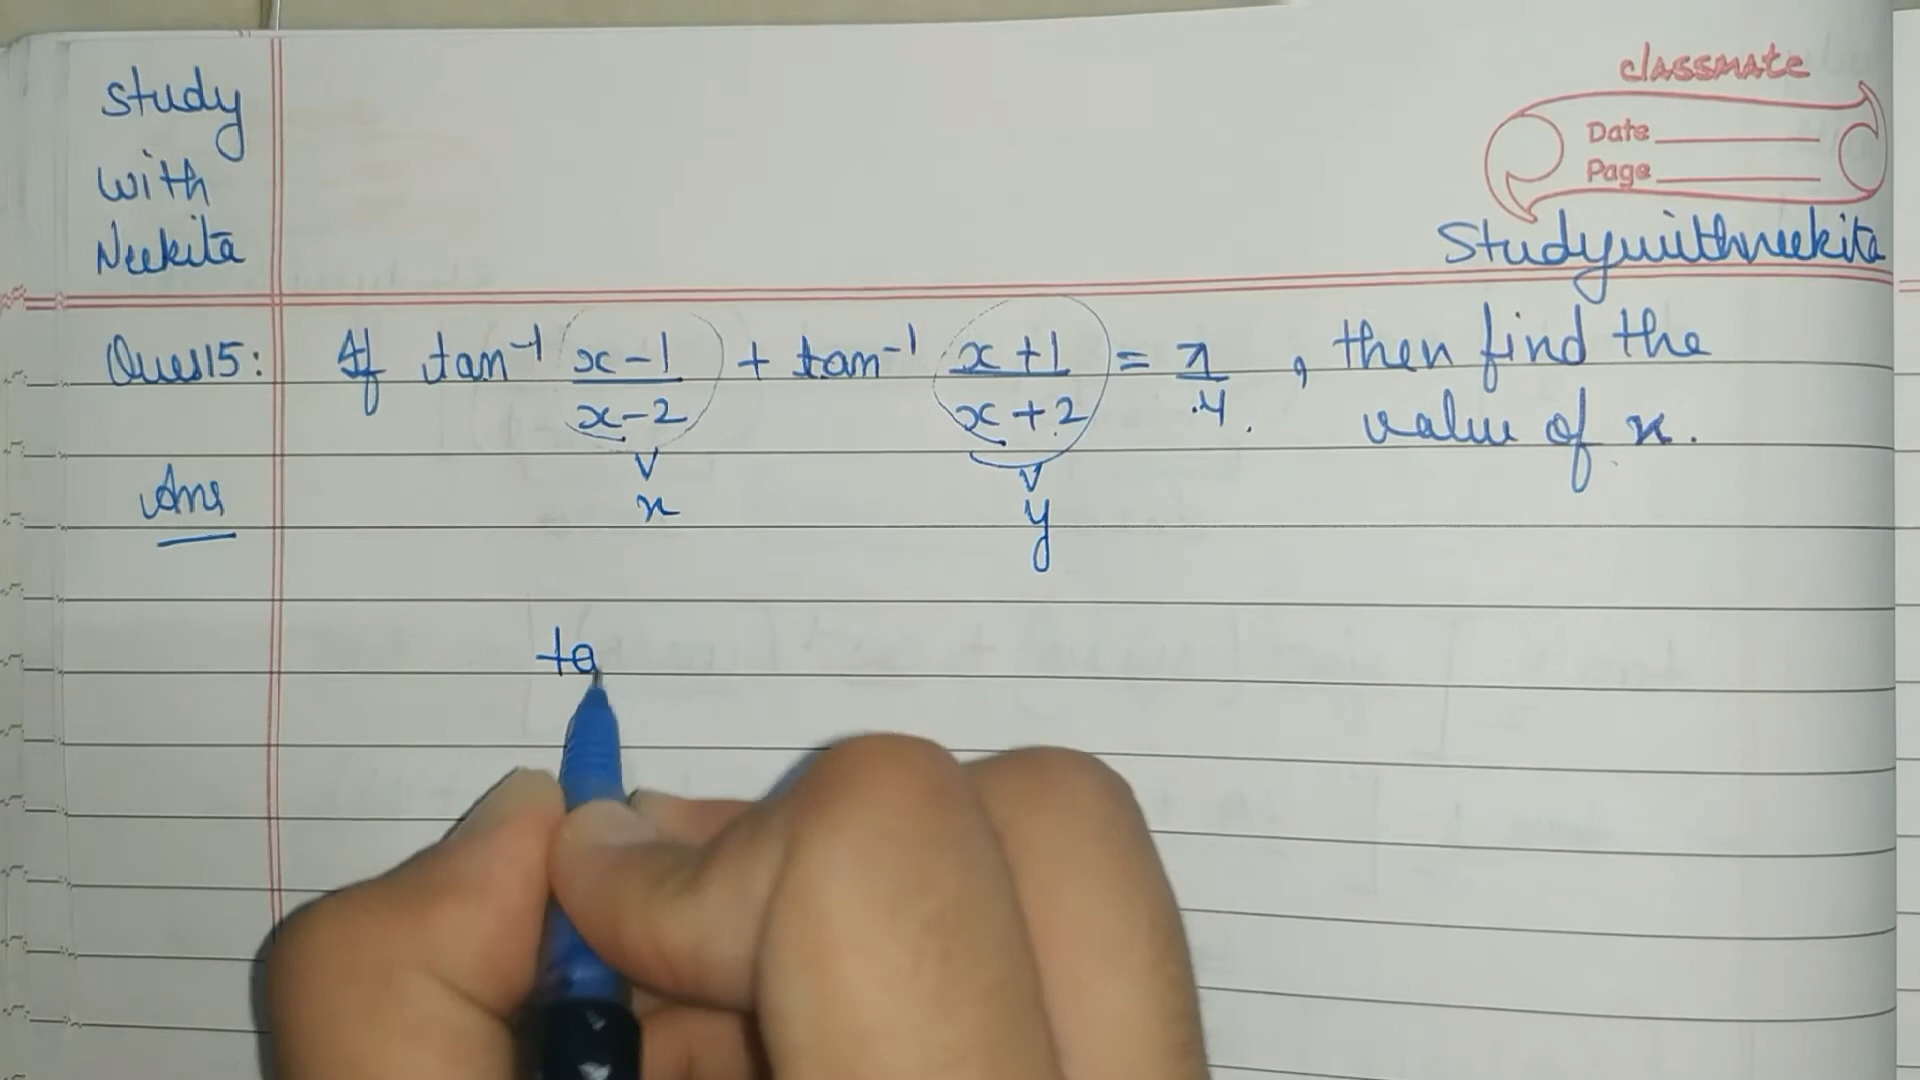 study
with
Neekita
classmate
Date
Page
Studywithneekita
Ques15: If tan⁻¹ x-1/x-2 + tan⁻¹ x+1/x+2 = π/4, then find the
value of x.
x
y
Ans
ta